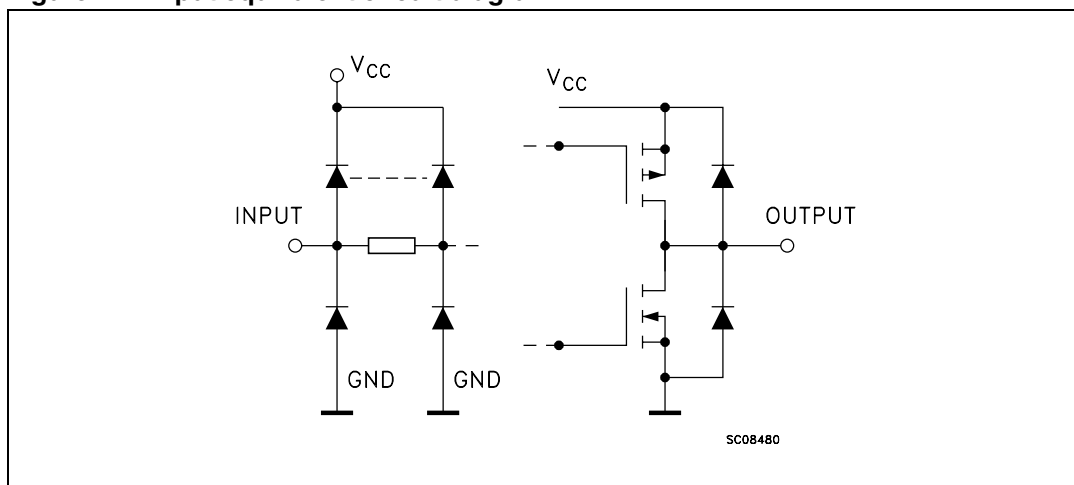 V CC
V CC
INPUT
OUTPUT
GND
GND
SC08480